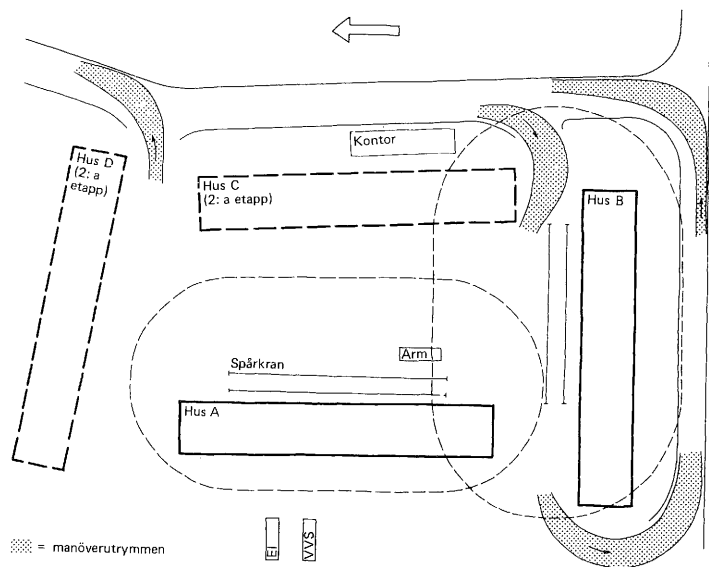 Kontor
Hus D
(2: a
etapp)
Hus C
(2: a etapp)
Hus B
Arm
Spårkran
Hus A
El
VVS
= manöverutrymmen